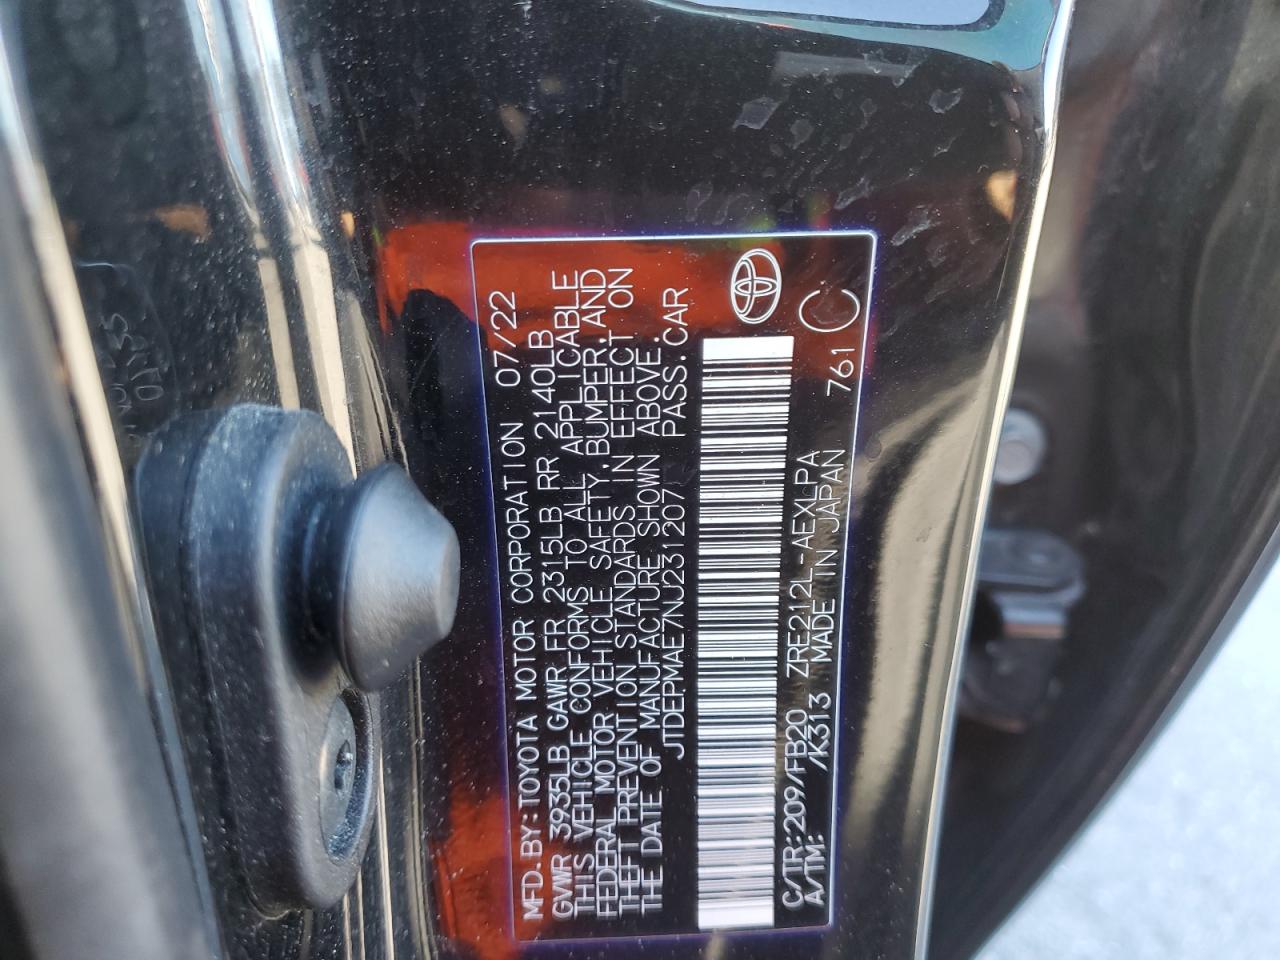 MFD.BY:TOYOTA MOTOR CORPORATION 07/22
GVWR 3935LB GAWR FR 2315LB RR 2140LB
THIS VEHICLE CONFORMS TO ALL APPLICABLE
FEDERAL MOTOR VEHICLE SAFETY,BUMPER,AND
THEFT PREVENTION STANDARDS IN EFFECT ON
THE DATE OF MANUFACTURE SHOWN ABOVE.
JTDEPMAE7NJ231207 PASS.CAR
C/TR:209/FB20 ZRE212L-AEXLPA 761 C
A/TM: /K313 MADE IN JAPAN